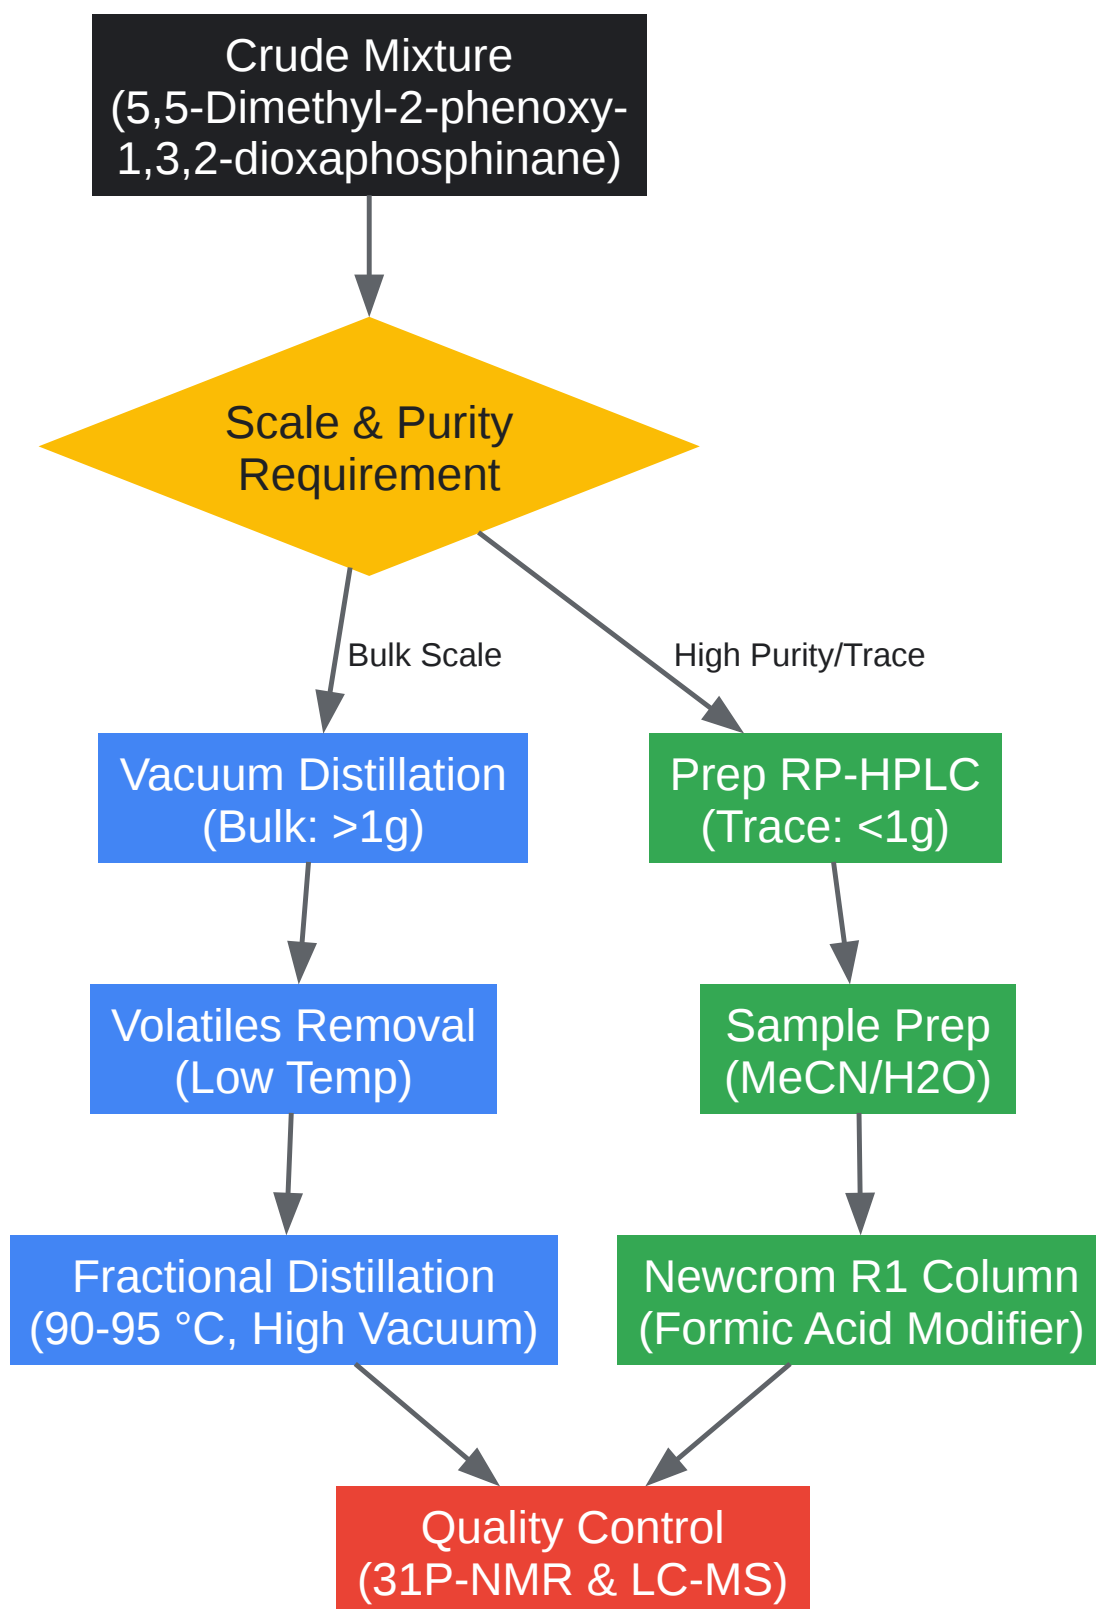 Crude Mixture
(5,5-Dimethyl-2-phenoxy-
1,3,2-dioxaphosphinane)
Scale & Purity
Requirement
Bulk Scale
High Purity/Trace
Vacuum Distillation
(Bulk: >1g)
Prep RP-HPLC
(Trace: <1g)
Volatiles Removal
(Low Temp)
Sample Prep
(MeCN/H2O)
Fractional Distillation
(90-95 °C, High Vacuum)
Newcrom R1 Column
(Formic Acid Modifier)
Quality Control
(31P-NMR & LC-MS)